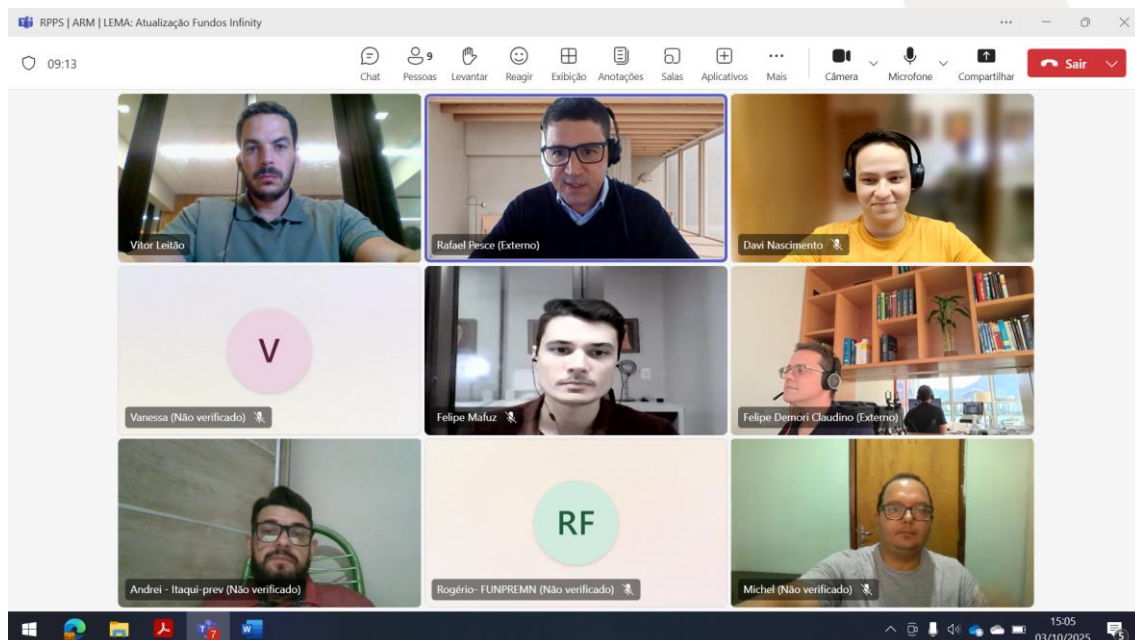 RPPS | ARM | LEMA: Atualização Fundos Infinity
09:13
9
Chat Pessoas Levantar Reagir Exibição Anotações Salas Aplicativos Mais Câmera Microfone Compartilhar
Sair
Vitor Leitão
Rafael Pesce (Externo)
Davi Nascimento
V
Vanessa (Não verificado)
Felipe Mafuz
Felipe Demori Claudino (Externo)
Andrei - Itaqui-prev (Não verificado)
RF
Rogério- FUNPREMN (Não verificado)
Michel (Não verificado)
7
15:05
03/10/2025
5